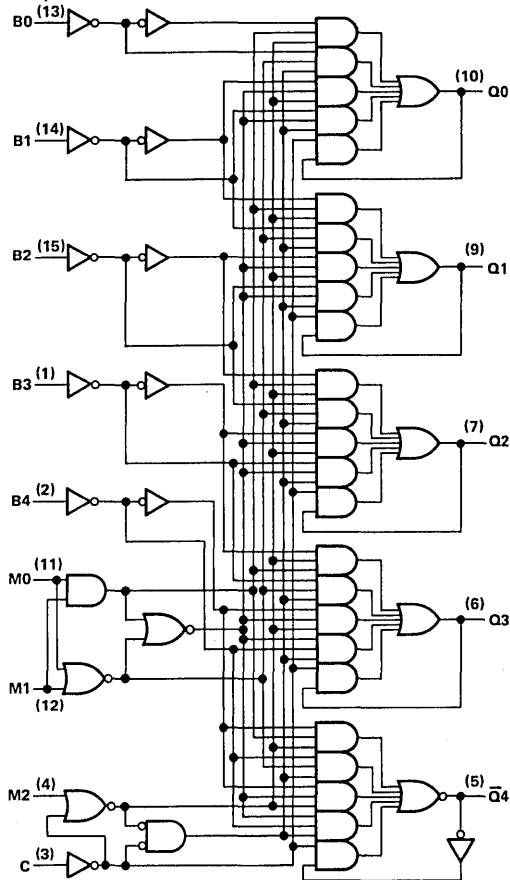 B0 (13)
(10) Q0
B1 (14)
B2 (15)
(9) Q1
B3 (1)
(7) Q2
B4 (2)
M0 (11)
(6) Q3
M1 (12)
M2 (4)
(5) Q̅4
C (3)